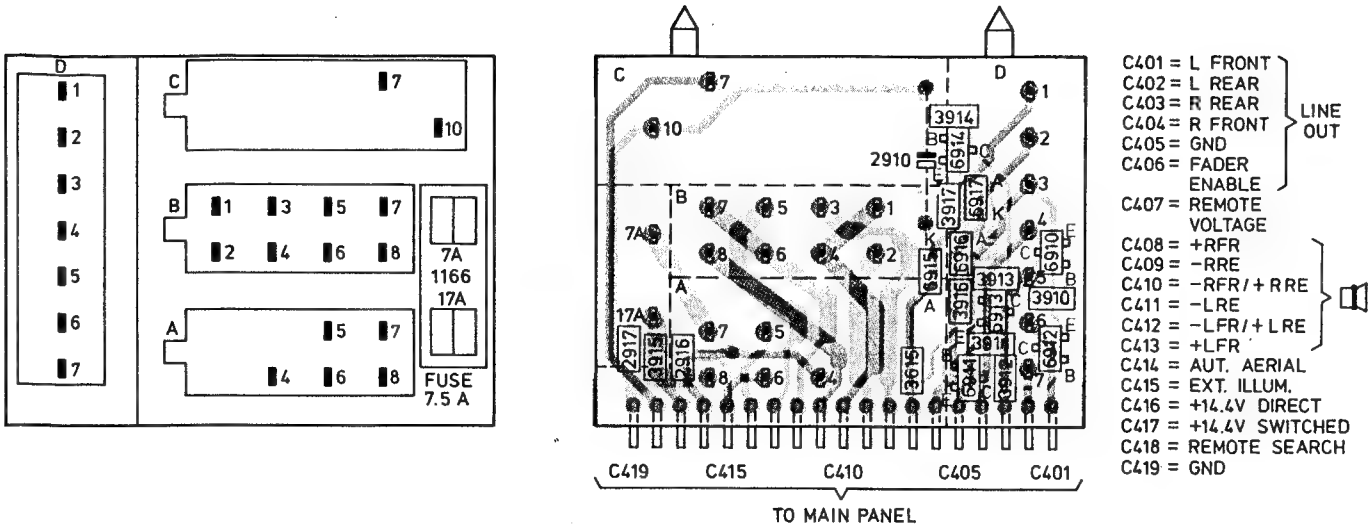 D
1
2
3
4
5
6
7
C
7
10
B
1 3 5 7
2 4 6 8
7A
1166
17A
A
5 7
4 6 8
FUSE
7.5 A
C
7
10
D
1
2
3
4
5
6
7
3914
B
6914
C
2910
E
A
3917
6917
K
B
7 5 3 1
8 6 4 2
7A
K
A
6916
6915
A
E
C
6910
B
3913
3910
3916
6913
C
A
17A
7 5
8 6 4
2917
3915
2916
3615
E
3911
B
6911
C
3912
E
C
6912
B
C419 C415 C410 C405 C401
TO MAIN PANEL
C401 = L FRONT
C402 = L REAR
C403 = R REAR
C404 = R FRONT
C405 = GND
C406 = FADER
ENABLE
LINE
OUT
C407 = REMOTE
VOLTAGE
C408 = +RFR
C409 = -RRE
C410 = -RFR/+RRE
C411 = -LRE
C412 = -LFR/+LRE
C413 = +LFR
C414 = AUT. AERIAL
C415 = EXT. ILLUM.
C416 = +14.4V DIRECT
C417 = +14.4V SWITCHED
C418 = REMOTE SEARCH
C419 = GND